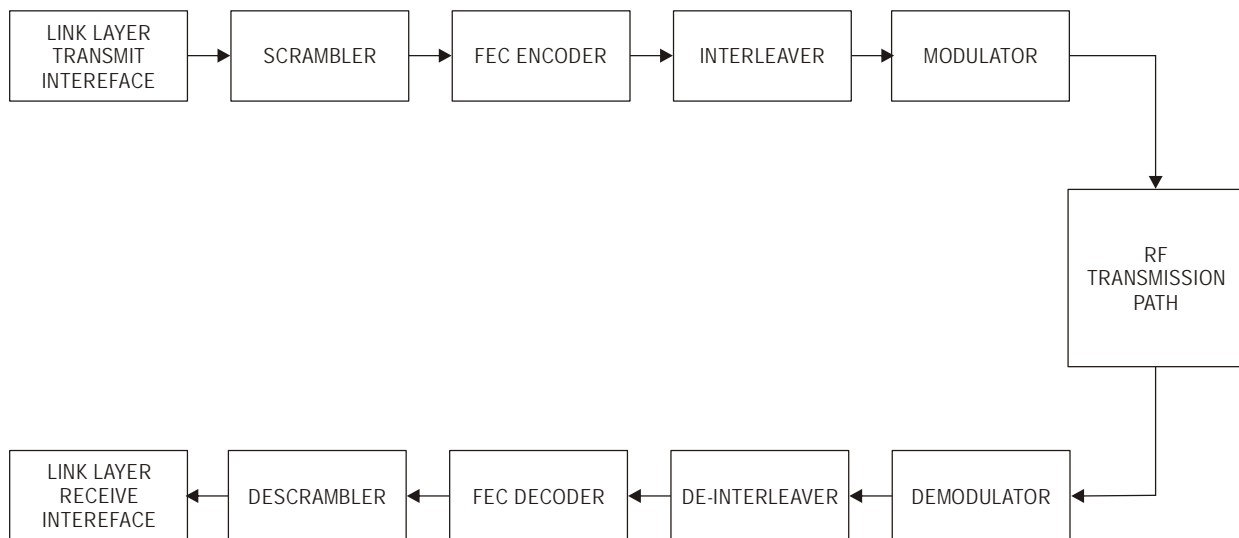 LINK LAYER
TRANSMIT
INTEREFACE
SCRAMBLER
FEC ENCODER
INTERLEAVER
MODULATOR
RF
TRANSMISSION
PATH
LINK LAYER
RECEIVE
INTEREFACE
DESCRAMBLER
FEC DECODER
DE-INTERLEAVER
DEMODULATOR